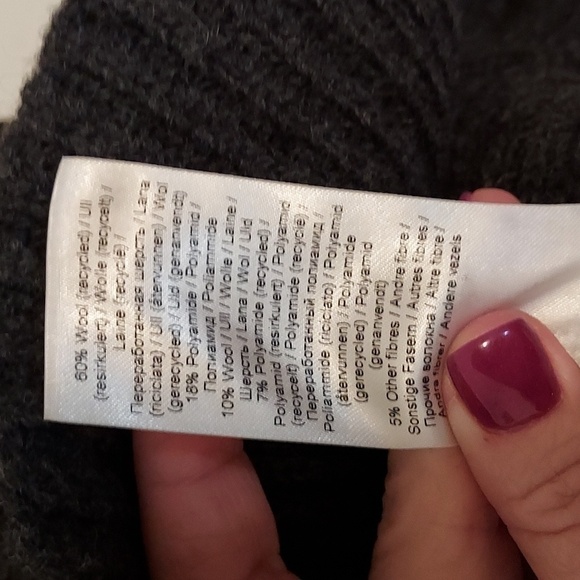 60% Wool (recycled) / Ull
(resirkulert) / Wolle (recycelt) /
Laine (recyclé) /
Переработанная шерсть / Lana
(riciclata) / Ull (återvunnen) / Wol
(gerecycled) / Uld (genanvendt)
18% Polyamid / Polyamide
Полиамид / Poliammide
10% Wool / Ull / Wolle / Laine /
Шерсть / Lana / Wol / Uld
7% Polyamide (recycled) /
Polyamid (resirkulert) / Polyamid
(recycelt) / Polyamide (recyclé) /
Переработанный полиамид /
Poliammide (riciclato) / Polyamid
(återvunnen) / Polyamide
(gerecycled) / Polyamid
(genanvendt)
5% Other fibres / Andre fibre /
Sonstige Fasern / Autres fibres /
Прочие волокна / Altre fibre /
Andra fibrer / Andere vezels